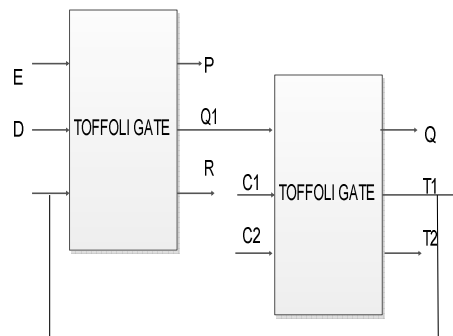 E
D
TOFFOLI GATE
P
Q1
R
C1
C2
TOFFOLI GATE
Q
T1
T2